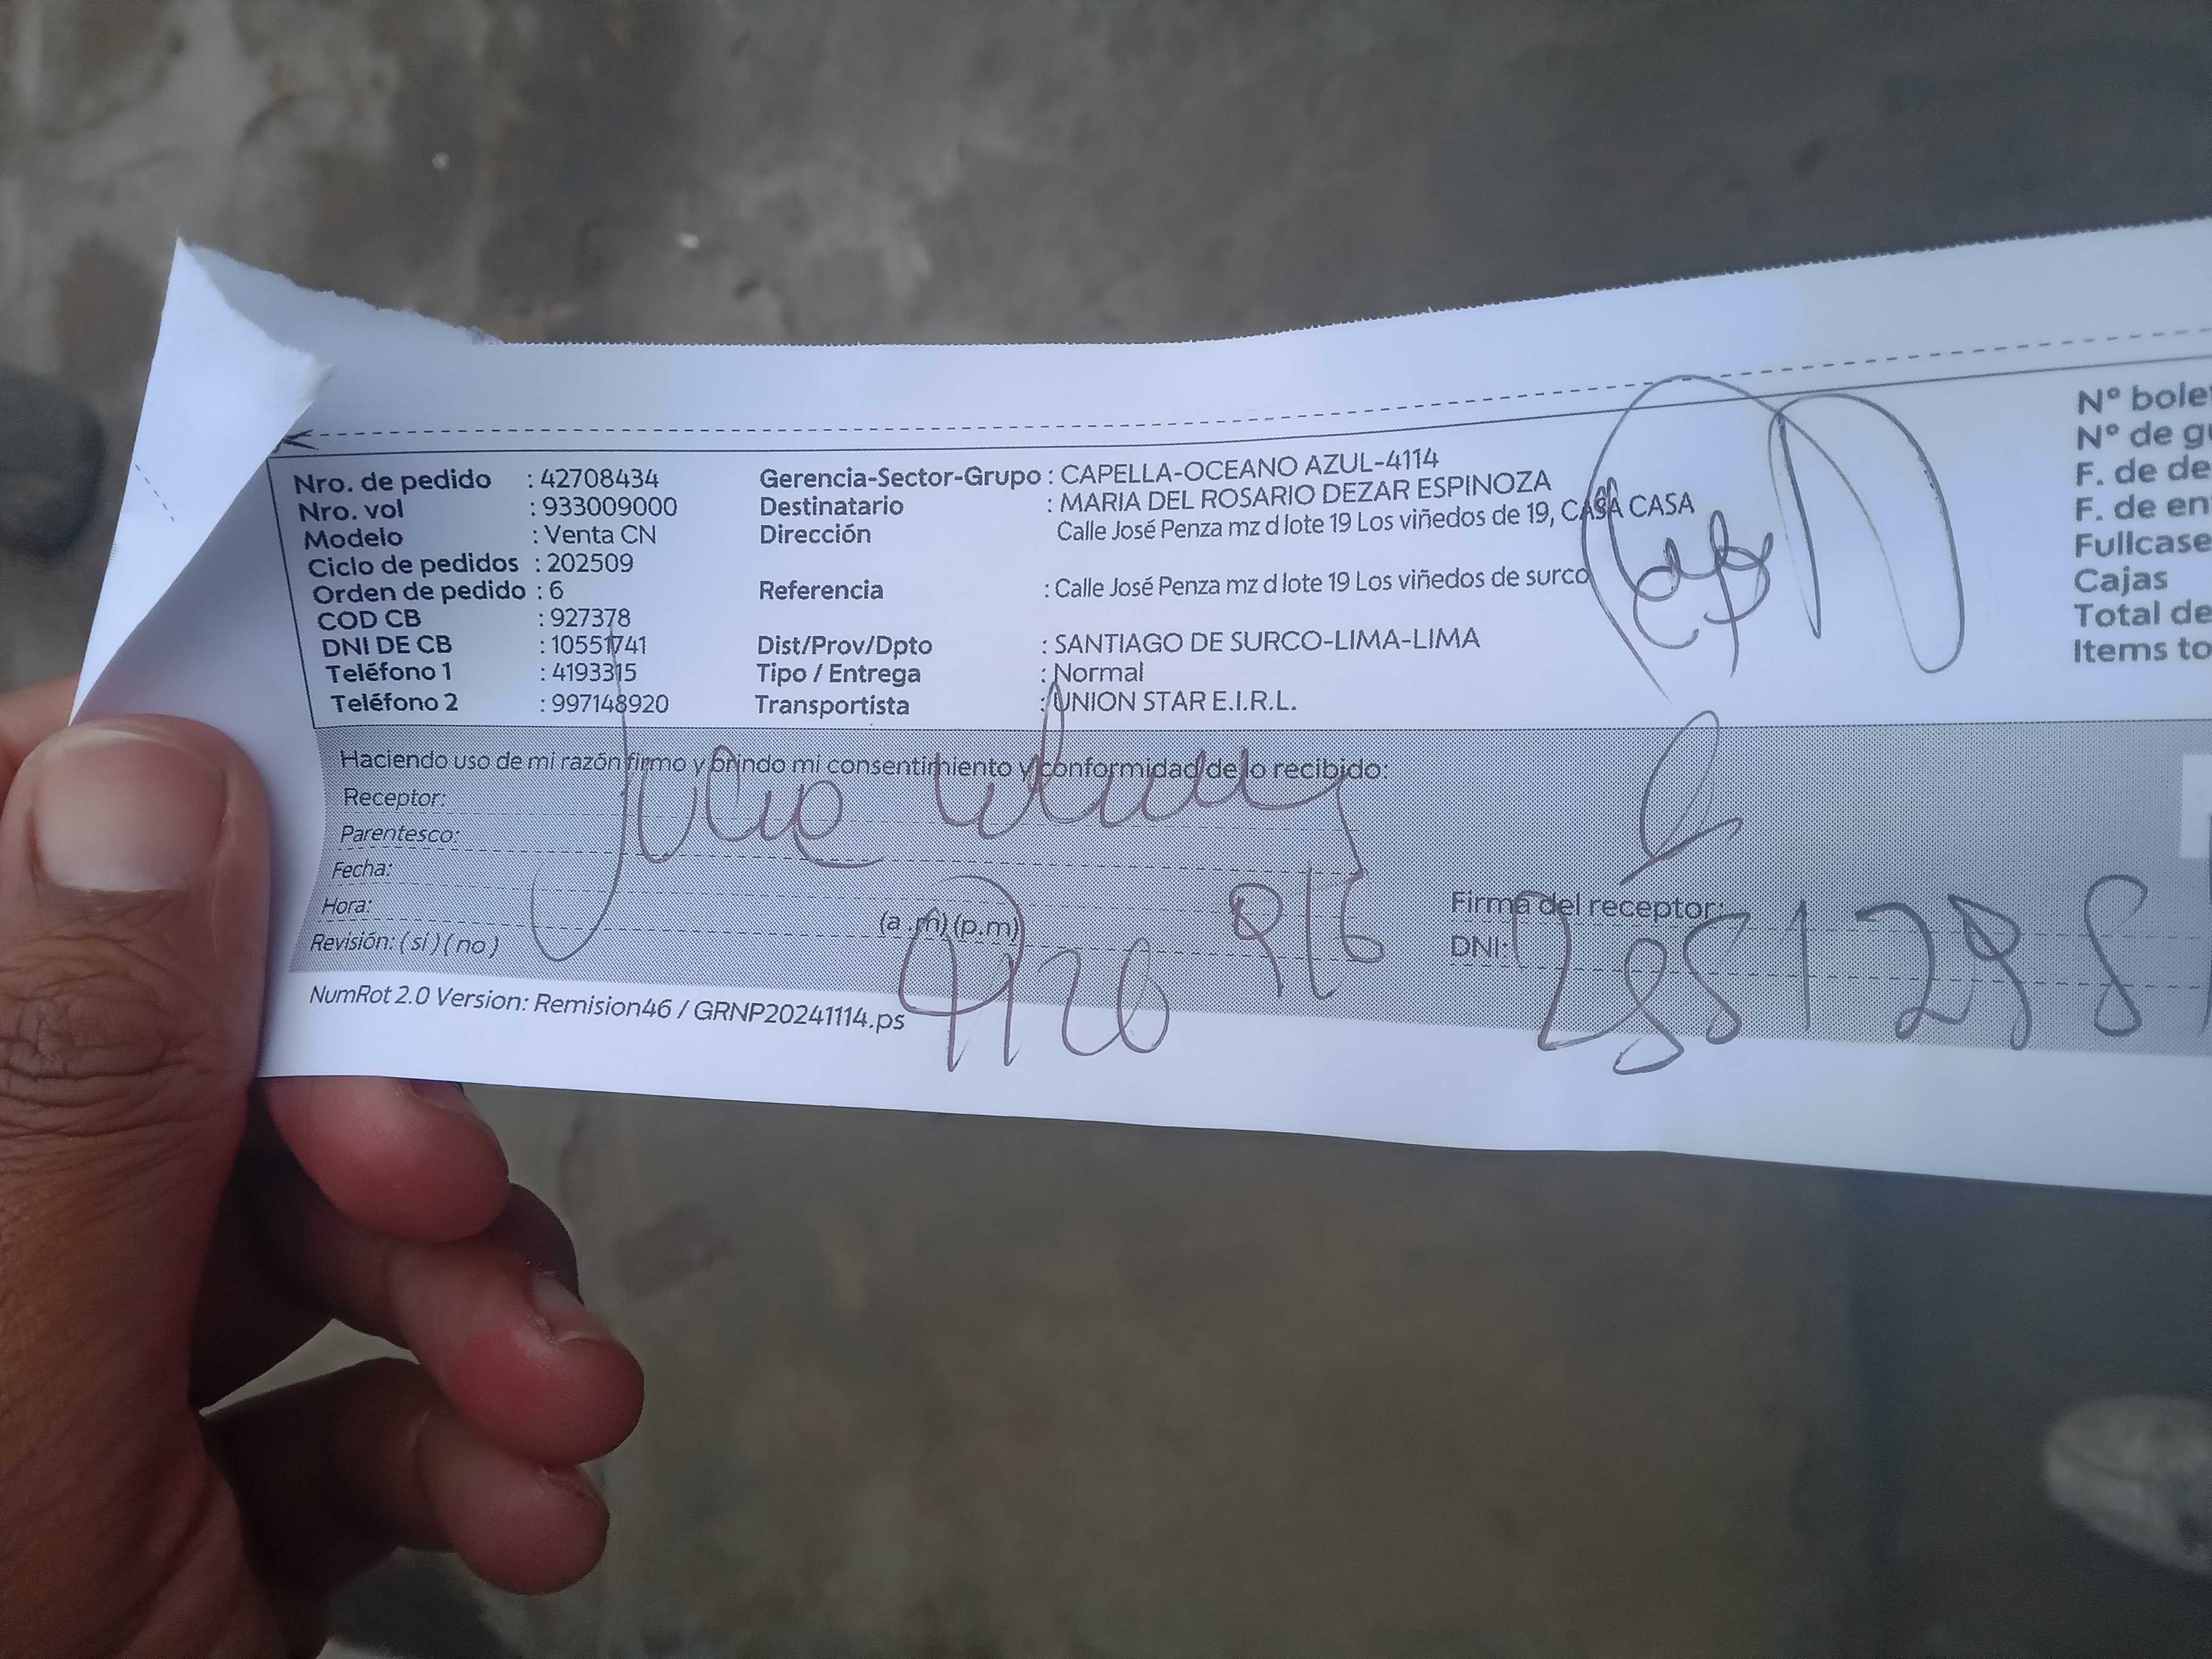 Nro. de pedido : 42708434
Nro. vol : 933009000
Modelo : Venta CN
Ciclo de pedidos : 202509
Orden de pedido : 6
COD CB : 927378
DNI DE CB : 10551741
Teléfono 1 : 4193315
Teléfono 2 : 997148920
Gerencia-Sector-Grupo : CAPELLA-OCEANO AZUL-4114
Destinatario : MARIA DEL ROSARIO DEZAR ESPINOZA
Dirección Calle José Penza mz d lote 19 Los viñedos de 19, CASA CASA
Referencia : Calle José Penza mz d lote 19 Los viñedos de surco
Dist/Prov/Dpto : SANTIAGO DE SURCO-LIMA-LIMA
Tipo / Entrega : Normal
Transportista : UNION STAR E.I.R.L.
Nº bole
Nº de g
F. de de
F. de en
Fullcase
Cajas
Total de
Items to
Haciendo uso de mi razón firmo y brindo mi consentimiento y conformidad de lo recibido:
Receptor: Julio
Parentesco:
Fecha: 9/6
Hora: (a.m) (p.m)
Revisión: ( si ) ( no )
Firma del receptor:
DNI:
NumRot 2.0 Version: Remision46 / GRNP20241114.ps